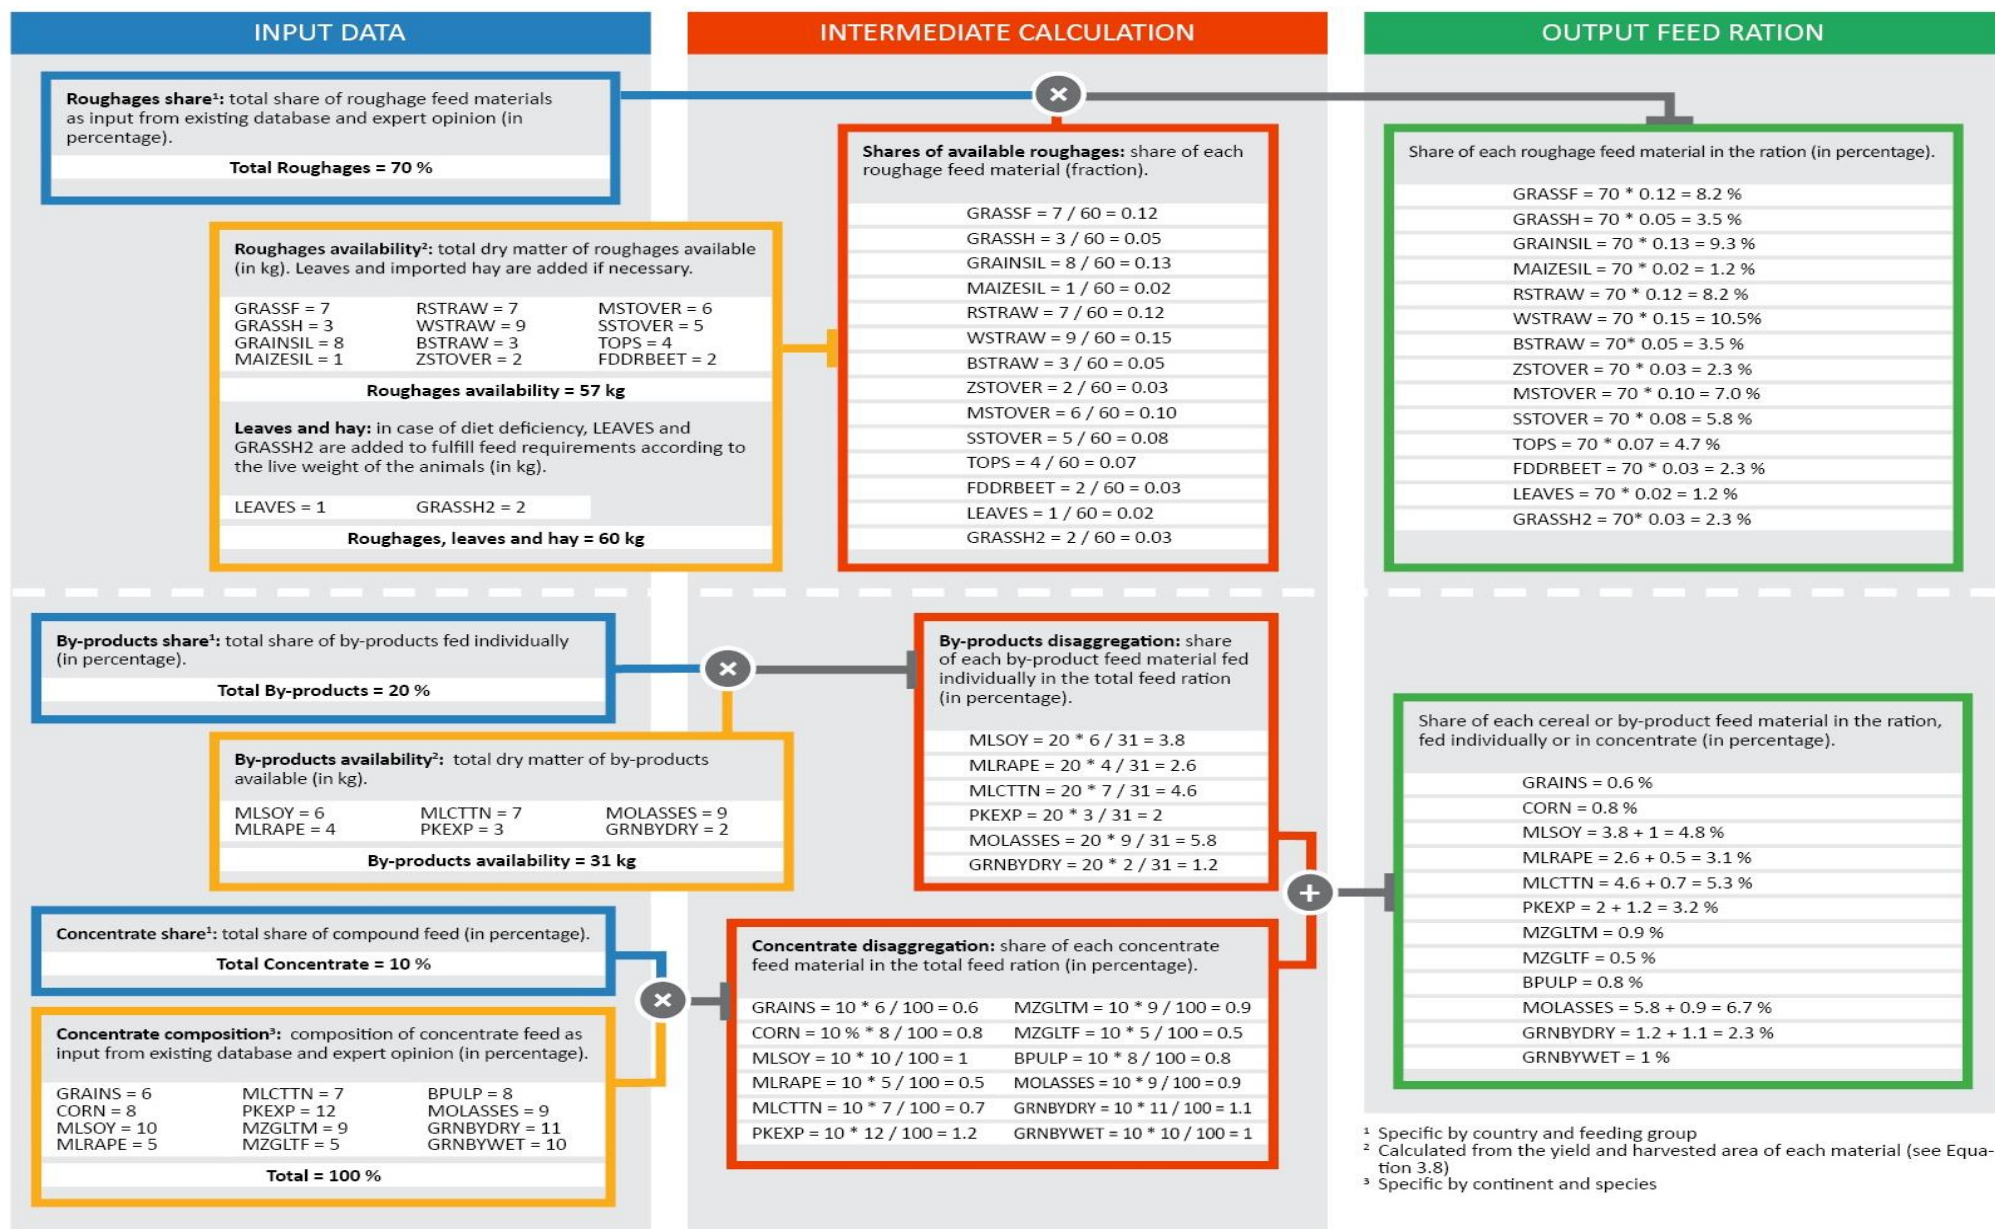 INPUT DATA
INTERMEDIATE CALCULATION
OUTPUT FEED RATION
Roughages share¹: total share of roughage feed materials
as input from existing database and expert opinion (in
percentage).
Total Roughages = 70 %
Roughages availability²: total dry matter of roughages available
(in kg). Leaves and imported hay are added if necessary.
GRASSF = 7 RSTRAW = 7 MSTOVER = 6
GRASSH = 3 WSTRAW = 9 SSTOVER = 5
GRAINSIL = 8 BSTRAW = 3 TOPS = 4
MAIZESIL = 1 ZSTOVER = 2 FDDRBEET = 2
Roughages availability = 57 kg
Leaves and hay: in case of diet deficiency, LEAVES and
GRASSH2 are added to fulfill feed requirements according to
the live weight of the animals (in kg).
LEAVES = 1 GRASSH2 = 2
Roughages, leaves and hay = 60 kg
×
Shares of available roughages: share of each
roughage feed material (fraction).
GRASSF = 7 / 60 = 0.12
GRASSH = 3 / 60 = 0.05
GRAINSIL = 8 / 60 = 0.13
MAIZESIL = 1 / 60 = 0.02
RSTRAW = 7 / 60 = 0.12
WSTRAW = 9 / 60 = 0.15
BSTRAW = 3 / 60 = 0.05
ZSTOVER = 2 / 60 = 0.03
MSTOVER = 6 / 60 = 0.10
SSTOVER = 5 / 60 = 0.08
TOPS = 4 / 60 = 0.07
FDDRBEET = 2 / 60 = 0.03
LEAVES = 1 / 60 = 0.02
GRASSH2 = 2 / 60 = 0.03
Share of each roughage feed material in the ration (in percentage).
GRASSF = 70 * 0.12 = 8.2 %
GRASSH = 70 * 0.05 = 3.5 %
GRAINSIL = 70 * 0.13 = 9.3 %
MAIZESIL = 70 * 0.02 = 1.2 %
RSTRAW = 70 * 0.12 = 8.2 %
WSTRAW = 70 * 0.15 = 10.5%
BSTRAW = 70* 0.05 = 3.5 %
ZSTOVER = 70 * 0.03 = 2.3 %
MSTOVER = 70 * 0.10 = 7.0 %
SSTOVER = 70 * 0.08 = 5.8 %
TOPS = 70 * 0.07 = 4.7 %
FDDRBEET = 70 * 0.03 = 2.3 %
LEAVES = 70 * 0.02 = 1.2 %
GRASSH2 = 70* 0.03 = 2.3 %
By-products share¹: total share of by-products fed individually
(in percentage).
Total By-products = 20 %
×
By-products availability²: total dry matter of by-products
available (in kg).
MLSOY = 6 MLCTTN = 7 MOLASSES = 9
MLRAPE = 4 PKEXP = 3 GRNBYDRY = 2
By-products availability = 31 kg
By-products disaggregation: share
of each by-product feed material fed
individually in the total feed ration
(in percentage).
MLSOY = 20 * 6 / 31 = 3.8
MLRAPE = 20 * 4 / 31 = 2.6
MLCTTN = 20 * 7 / 31 = 4.6
PKEXP = 20 * 3 / 31 = 2
MOLASSES = 20 * 9 / 31 = 5.8
GRNBYDRY = 20 * 2 / 31 = 1.2
Concentrate share¹: total share of compound feed (in percentage).
Total Concentrate = 10 %
×
Concentrate composition³: composition of concentrate feed as
input from existing database and expert opinion (in percentage).
GRAINS = 6 MLCTTN = 7 BPULP = 8
CORN = 8 PKEXP = 12 MOLASSES = 9
MLSOY = 10 MZGLTM = 9 GRNBYDRY = 11
MLRAPE = 5 MZGLTF = 5 GRNBYWET = 10
Total = 100 %
Concentrate disaggregation: share of each concentrate
feed material in the total feed ration (in percentage).
GRAINS = 10 * 6 / 100 = 0.6 MZGLTM = 10 * 9 / 100 = 0.9
CORN = 10 % * 8 / 100 = 0.8 MZGLTF = 10 * 5 / 100 = 0.5
MLSOY = 10 * 10 / 100 = 1 BPULP = 10 * 8 / 100 = 0.8
MLRAPE = 10 * 5 / 100 = 0.5 MOLASSES = 10 * 9 / 100 = 0.9
MLCTTN = 10 * 7 / 100 = 0.7 GRNBYDRY = 10 * 11 / 100 = 1.1
PKEXP = 10 * 12 / 100 = 1.2 GRNBYWET = 10 * 10 / 100 = 1
+
Share of each cereal or by-product feed material in the ration,
fed individually or in concentrate (in percentage).
GRAINS = 0.6 %
CORN = 0.8 %
MLSOY = 3.8 + 1 = 4.8 %
MLRAPE = 2.6 + 0.5 = 3.1 %
MLCTTN = 4.6 + 0.7 = 5.3 %
PKEXP = 2 + 1.2 = 3.2 %
MZGLTM = 0.9 %
MZGLTF = 0.5 %
BPULP = 0.8 %
MOLASSES = 5.8 + 0.9 = 6.7 %
GRNBYDRY = 1.2 + 1.1 = 2.3 %
GRNBYWET = 1 %
¹ Specific by country and feeding group
² Calculated from the yield and harvested area of each material (see Equa-
tion 3.8)
³ Specific by continent and species